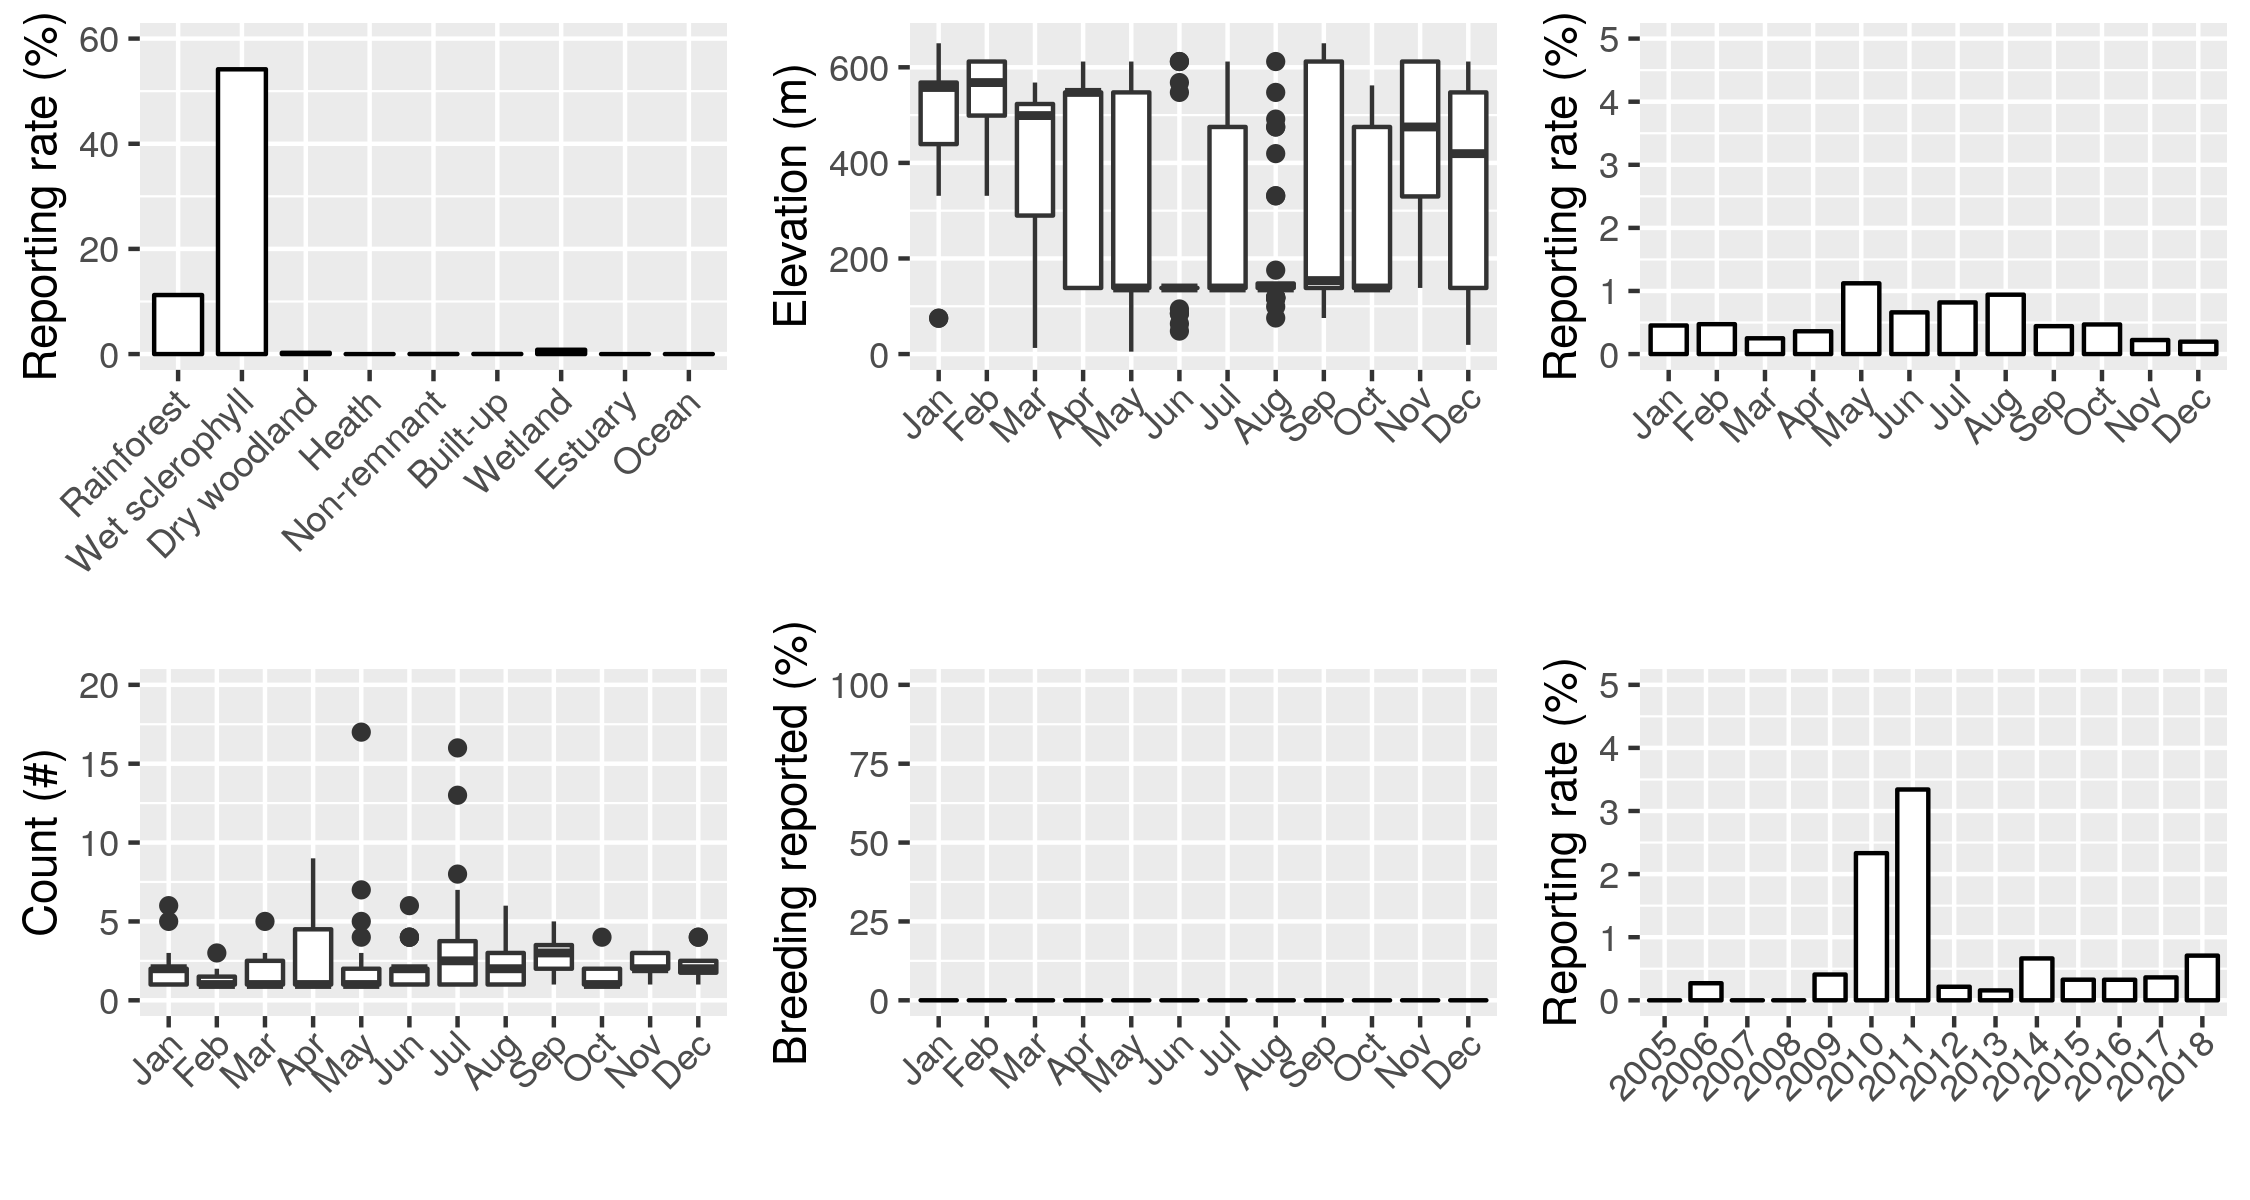 Reporting rate (%)
60
40
20
0
Rainforest
Wet sclerophyll
Dry woodland
Heath
Non-remnant
Built-up
Wetland
Estuary
Ocean
Elevation (m)
600
400
200
0
Jan
Feb
Mar
Apr
May
Jun
Jul
Aug
Sep
Oct
Nov
Dec
Reporting rate (%)
5
4
3
2
1
0
Jan
Feb
Mar
Apr
May
Jun
Jul
Aug
Sep
Oct
Nov
Dec
Count (#)
20
15
10
5
0
Jan
Feb
Mar
Apr
May
Jun
Jul
Aug
Sep
Oct
Nov
Dec
Breeding reported (%)
100
75
50
25
0
Jan
Feb
Mar
Apr
May
Jun
Jul
Aug
Sep
Oct
Nov
Dec
Reporting rate (%)
5
4
3
2
1
0
2005
2006
2007
2008
2009
2010
2011
2012
2013
2014
2015
2016
2017
2018